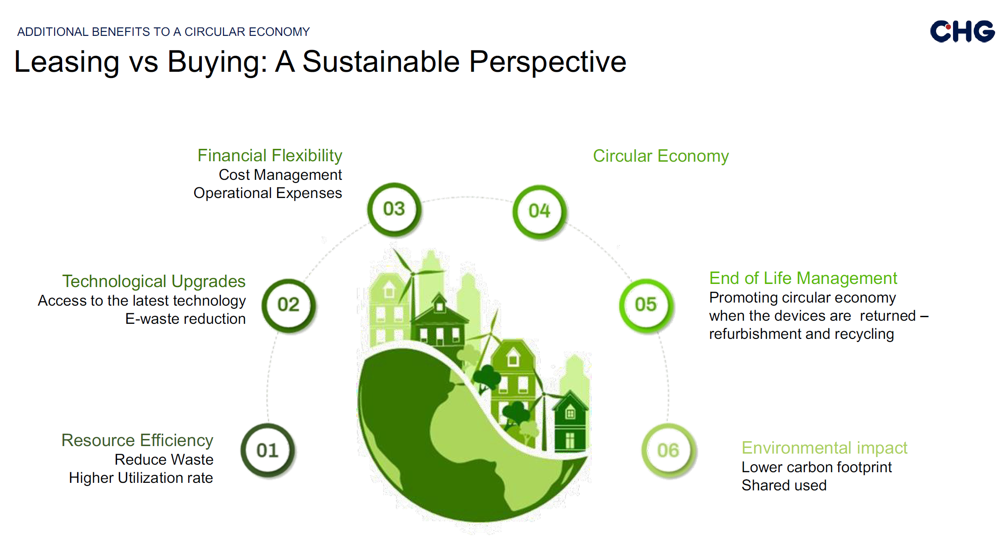 ADDITIONAL BENEFITS TO A CIRCULAR ECONOMY
CHG
Leasing vs Buying: A Sustainable Perspective
Financial Flexibility
Cost Management
Operational Expenses
03
Circular Economy
04
Technological Upgrades
Access to the latest technology
E-waste reduction
02
End of Life Management
Promoting circular economy
when the devices are  returned –
refurbishment and recycling
05
Resource Efficiency
Reduce Waste
Higher Utilization rate
01
Environmental impact
Lower carbon footprint
Shared used
06